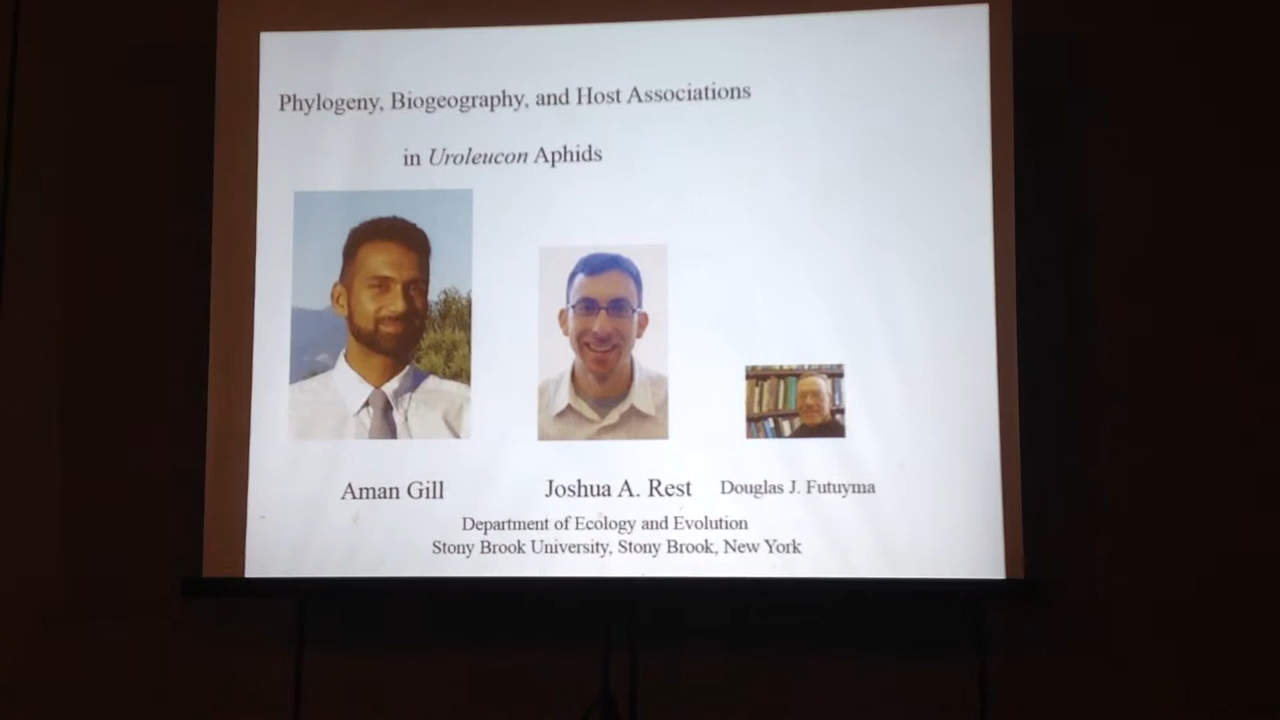 Phylogeny, Biogeography, and Host Associations
in Uroleucon Aphids
Aman Gill
Joshua A. Rest
Douglas J. Futuyma
Department of Ecology and Evolution
Stony Brook University, Stony Brook, New York